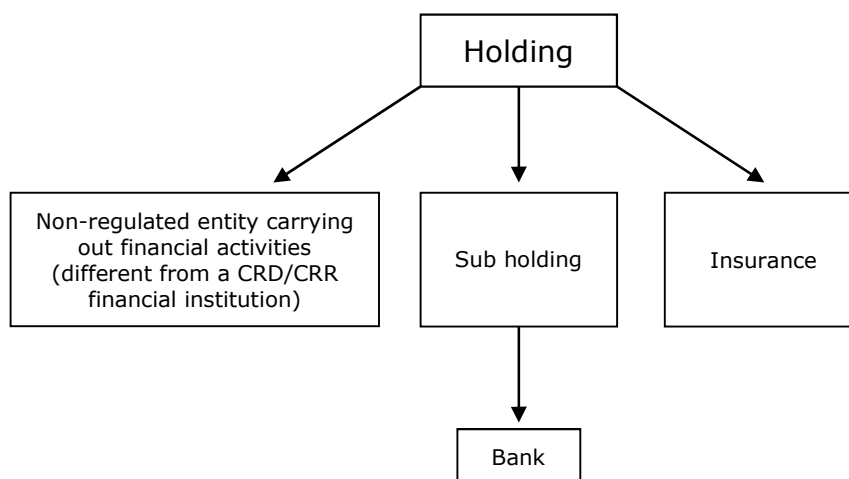 Holding
Non-regulated entity carrying
out financial activities
(different from a CRD/CRR
financial institution)
Sub holding
Insurance
Bank